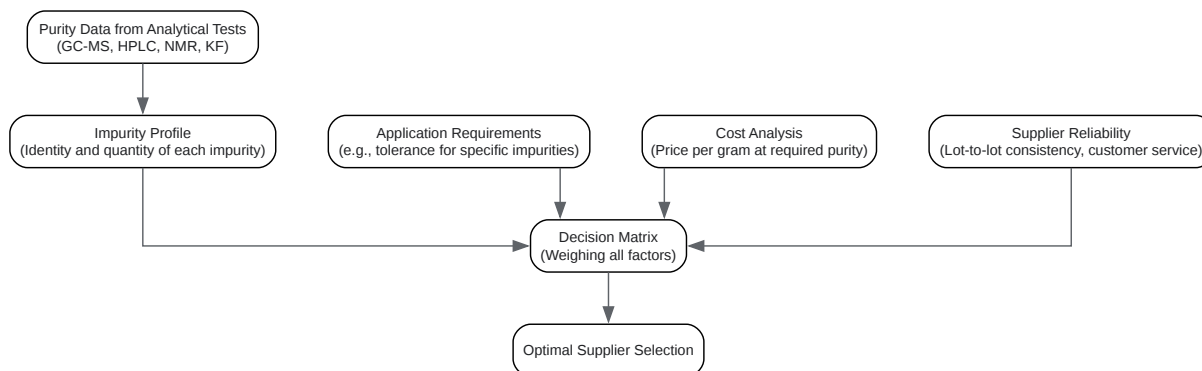 Purity Data from Analytical Tests
(GC-MS, HPLC, NMR, KF)
Impurity Profile
(Identity and quantity of each impurity)
Application Requirements
(e.g., tolerance for specific impurities)
Cost Analysis
(Price per gram at required purity)
Supplier Reliability
(Lot-to-lot consistency, customer service)
Decision Matrix
(Weighing all factors)
Optimal Supplier Selection